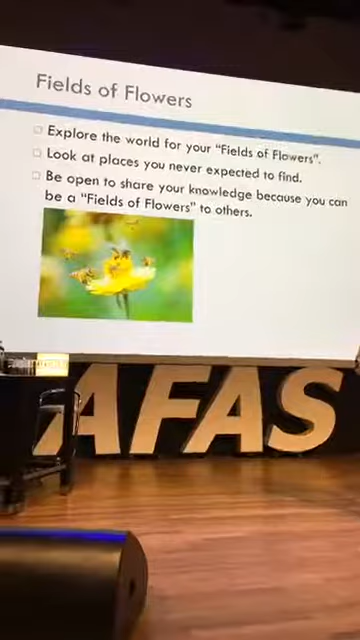 Fields of Flowers
Explore the world for your "Fields of Flowers".
Look at places you never expected to find.
Be open to share your knowledge because you can
be a "Fields of Flowers" to others.
AFAS